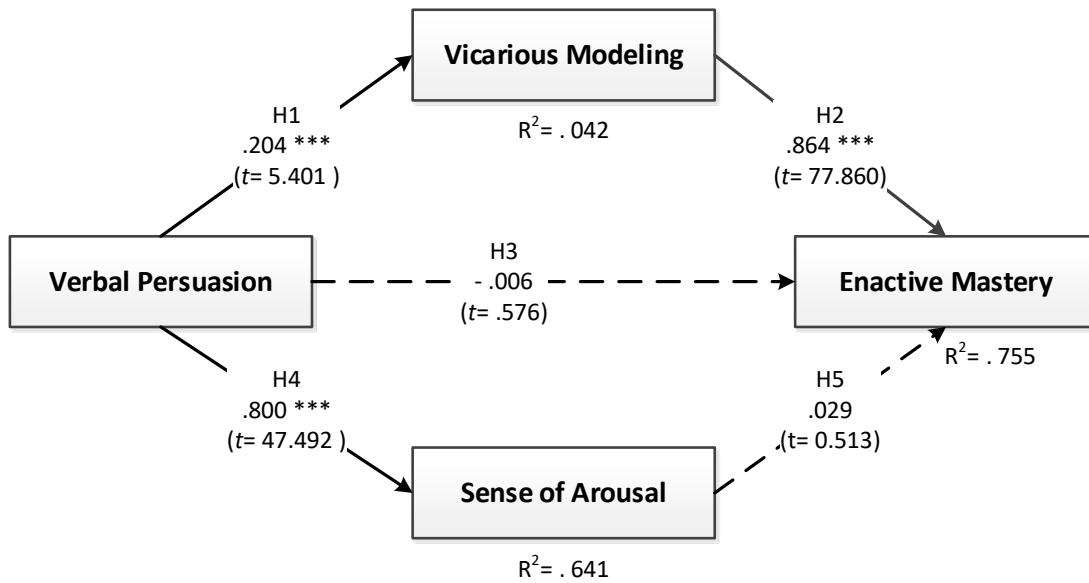 Vicarious Modeling
R²= . 042
H1
.204 ***
(t= 5.401 )
H2
.864 ***
(t= 77.860)
Verbal Persuasion
H3
- .006
(t= .576)
Enactive Mastery
R²= . 755
H4
.800 ***
(t= 47.492 )
H5
.029
(t= 0.513)
Sense of Arousal
R²= . 641